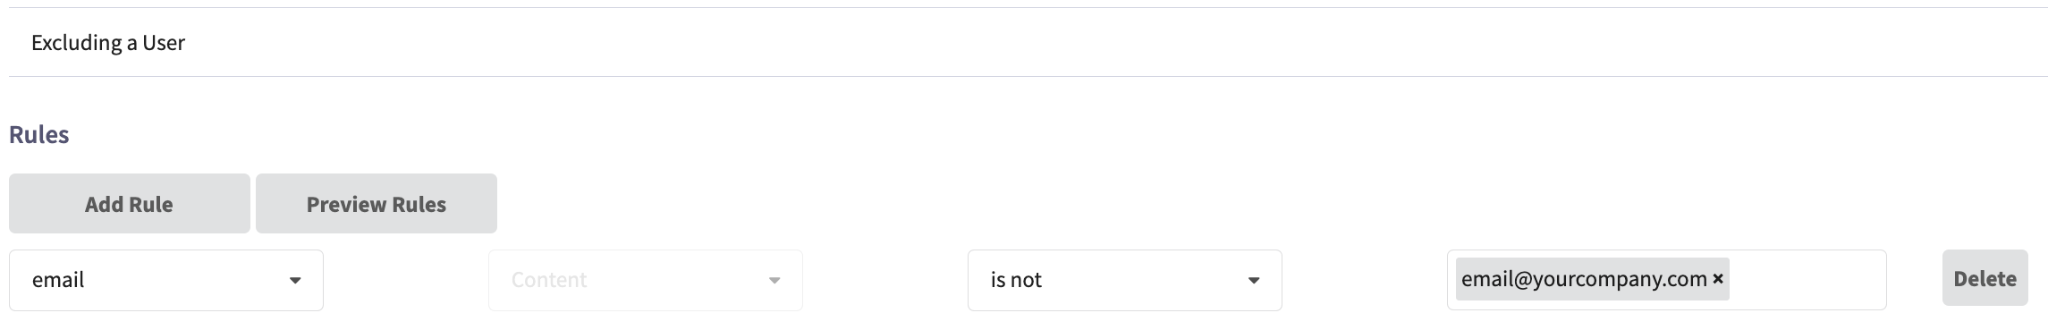 Excluding a User
Rules
Add Rule Preview Rules
email Content is not email@yourcompany.com × Delete